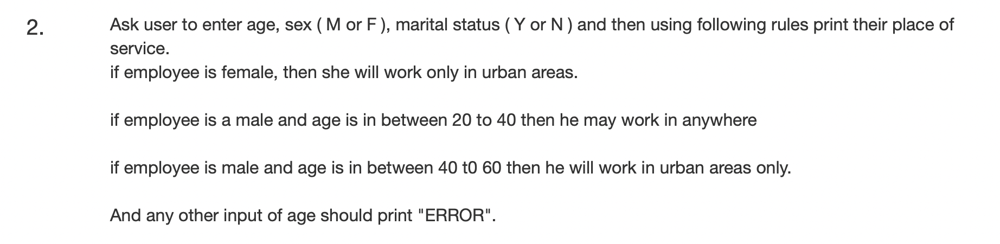 2. Ask user to enter age, sex ( M or F ), marital status ( Y or N ) and then using following rules print their place of
service.
if employee is female, then she will work only in urban areas.
if employee is a male and age is in between 20 to 40 then he may work in anywhere
if employee is male and age is in between 40 t0 60 then he will work in urban areas only.
And any other input of age should print "ERROR".